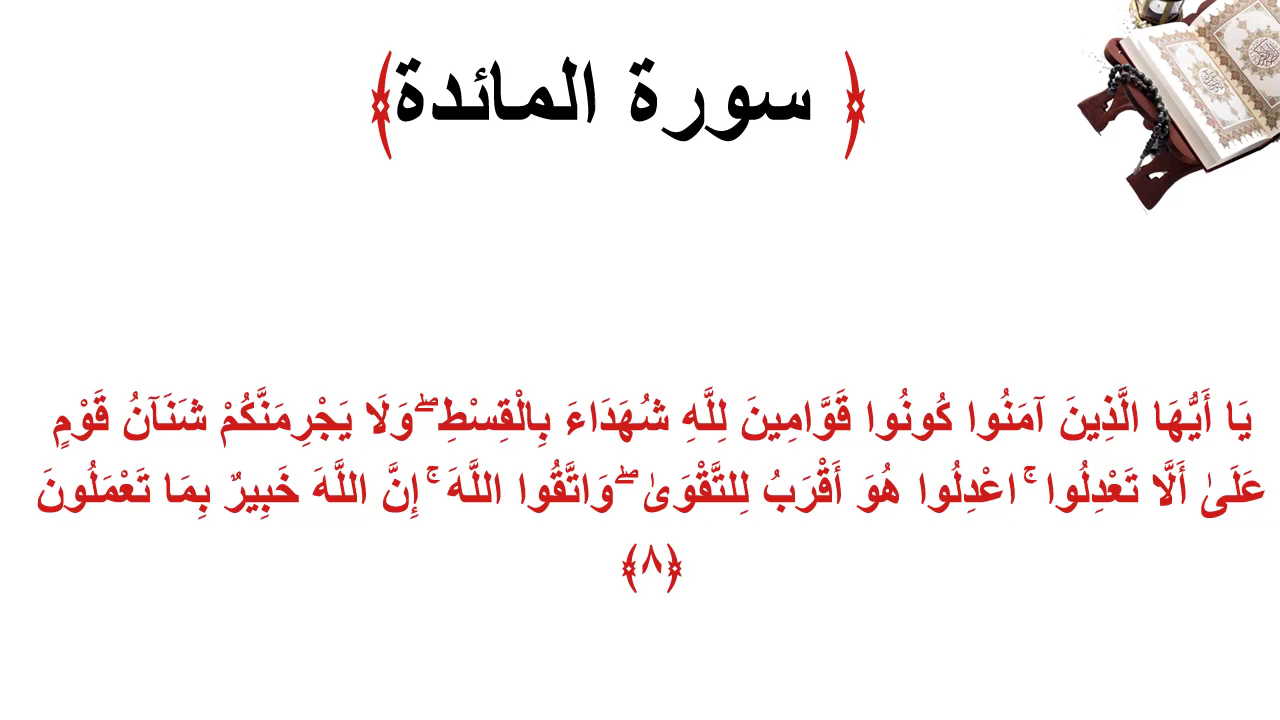 ﴿ سورة المائدة﴾
يَا أَيُّهَا الَّذِينَ آمَنُوا كُونُوا قَوَّامِينَ لِلَّهِ شُهَدَاءَ بِالْقِسْطِ ۖ وَلَا يَجْرِمَنَّكُمْ شَنَآنُ قَوْمٍ
عَلَىٰ أَلَّا تَعْدِلُوا ۚ اعْدِلُوا هُوَ أَقْرَبُ لِلتَّقْوَىٰ ۖ وَاتَّقُوا اللَّهَ ۚ إِنَّ اللَّهَ خَبِيرٌ بِمَا تَعْمَلُونَ
﴿٨﴾